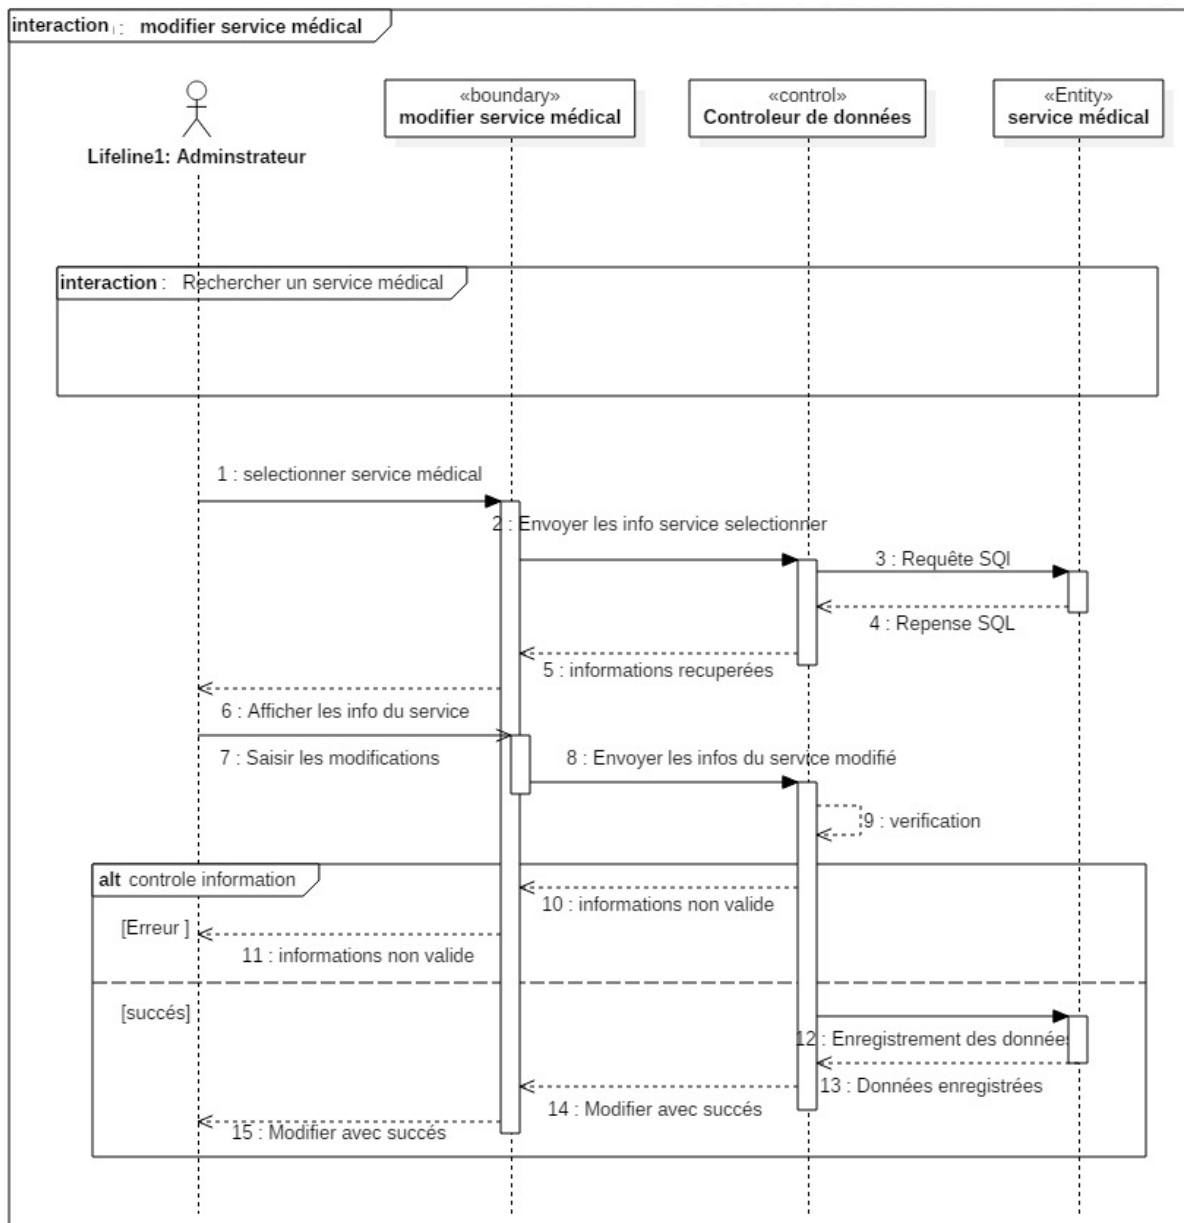 interaction : modifier service médical
«boundary»
modifier service médical
«control»
Controleur de données
«Entity»
service médical
Lifeline1: Adminstrateur
interaction : Rechercher un service médical
1 : selectionner service médical
2 : Envoyer les info service selectionner
3 : Requête SQl
4 : Repense SQL
5 : informations recuperées
6 : Afficher les info du service
7 : Saisir les modifications
8 : Envoyer les infos du service modifié
9 : verification
alt controle information
10 : informations non valide
[Erreur ]
11 : informations non valide
[succés]
12 : Enregistrement des données
13 : Données enregistrées
14 : Modifier avec succés
15 : Modifier avec succés